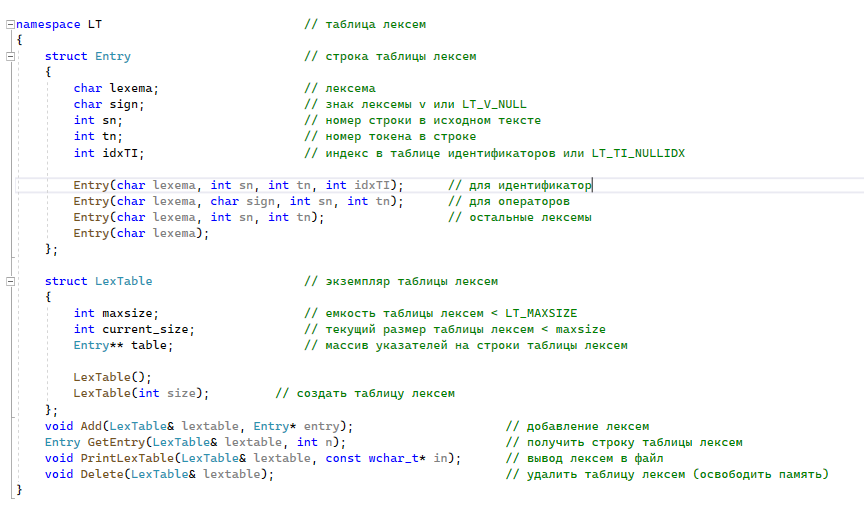 namespace LT // таблица лексем
{
struct Entry // строка таблицы лексем
{
char lexema; // лексема
char sign; // знак лексемы v или LT_V_NULL
int sn; // номер строки в исходном тексте
int tn; // номер токена в строке
int idxTI; // индекс в таблице идентификаторов или LT_TI_NULLIDX
Entry(char lexema, int sn, int tn, int idxTI); // для идентификатор
Entry(char lexema, char sign, int sn, int tn); // для операторов
Entry(char lexema, int sn, int tn); // остальные лексемы
Entry(char lexema);
};
struct LexTable // экземпляр таблицы лексем
{
int maxsize; // емкость таблицы лексем < LT_MAXSIZE
int current_size; // текущий размер таблицы лексем < maxsize
Entry** table; // массив указателей на строки таблицы лексем
LexTable();
LexTable(int size); // создать таблицу лексем
};
void Add(LexTable& lextable, Entry* entry); // добавление лексем
Entry GetEntry(LexTable& lextable, int n); // получить строку таблицы лексем
void PrintLexTable(LexTable& lextable, const wchar_t* in); // вывод лексем в файл
void Delete(LexTable& lextable); // удалить таблицу лексем (освободить память)
}